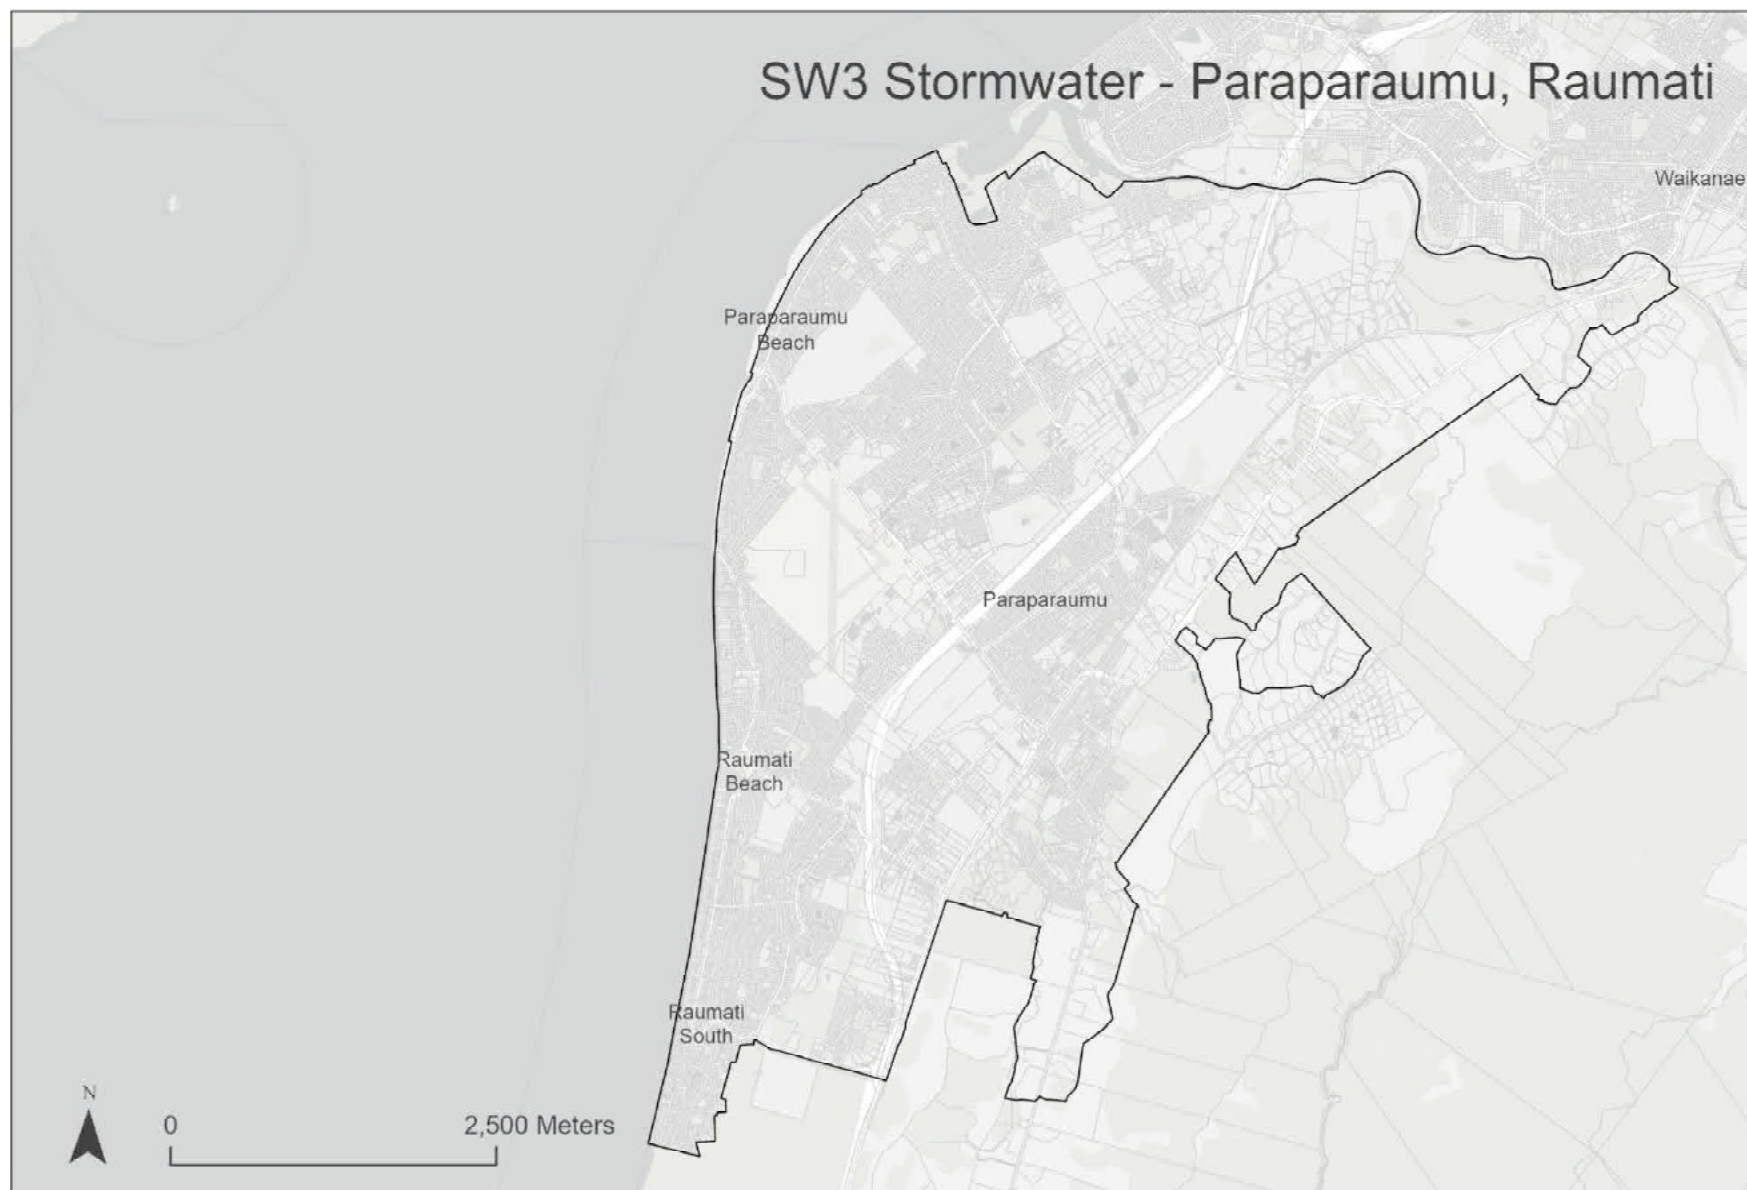 SW3 Stormwater - Paraparaumu, Raumati
Waikanae
Paraparaumu
Beach
Paraparaumu
Raumati
Beach
Raumati
South
N
0
2,500 Meters